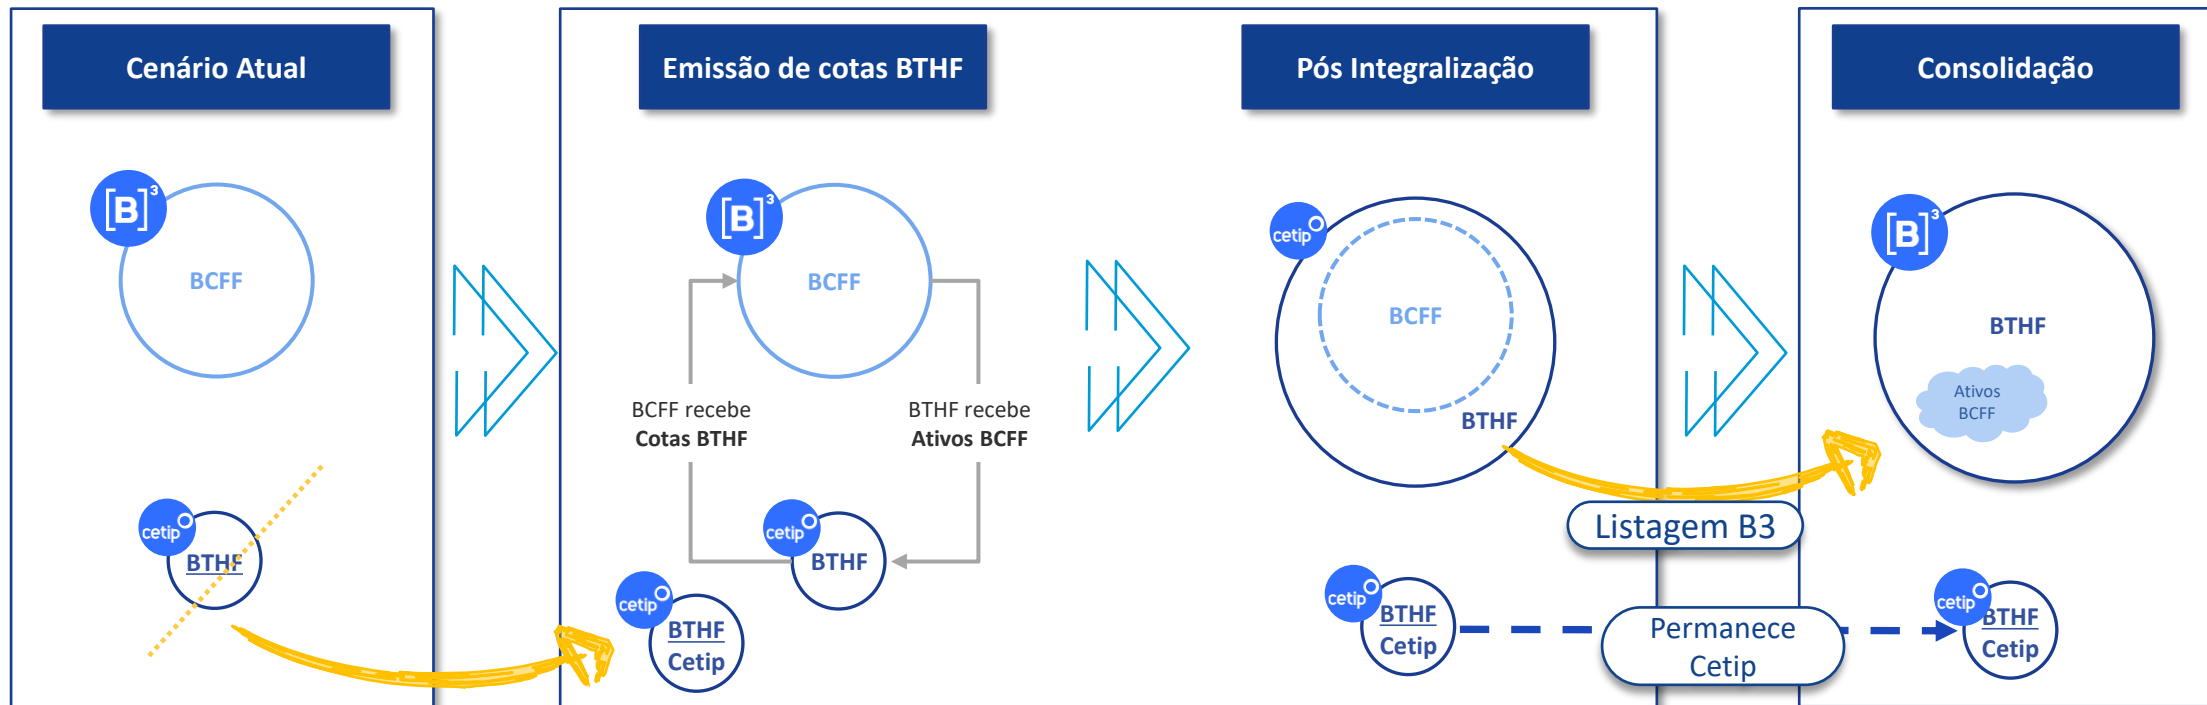 Cenário Atual
Emissão de cotas BTHF
Pós Integralização
Consolidação
[B]³
BCFF
cetip
BTHF
[B]³
BCFF
BCFF recebe
Cotas BTHF
BTHF recebe
Ativos BCFF
cetip
BTHF
cetip
BTHF
Cetip
cetip
BCFF
BTHF
Listagem B3
cetip
BTHF
Cetip
Permanece
Cetip
[B]³
BTHF
Ativos
BCFF
cetip
BTHF
Cetip